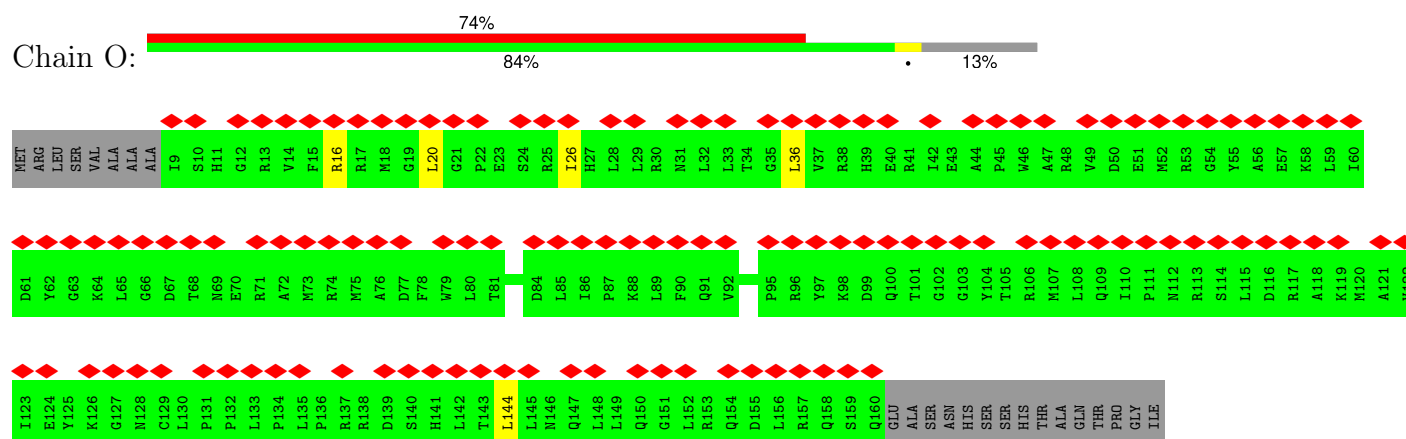 74%
Chain O:
84% • 13%
MET ARG LEU SER VAL ALA ALA ALA I9 S10 H11 G12 R13 V14 F15 R16 R17 M18 G19 L20 G21 P22 E23 S24 R25 I26 H27 L28 L29 R30 N31 L32 L33 T34 G35 L36 V37 R38 H39 E40 R41 I42 E43 A44 P45 W46 A47 R48 V49 D50 E51 M52 R53 G54 Y55 A56 E57 K58 L59 I60
D61 Y62 G63 K64 L65 G66 D67 T68 N69 E70 R71 A72 M73 R74 M75 A76 D77 F78 W79 L80 T81 D84 L85 I86 P87 K88 L89 F90 Q91 V92 P95 R96 Y97 K98 D99 Q100 T101 G102 G103 Y104 T105 R106 M107 L108 Q109 I110 P111 N112 R113 S114 L115 D116 R117 A118 K119 M120 A121
I123 E124 Y125 K126 G127 N128 C129 L130 P131 P132 L133 P134 L135 P136 R137 R138 D139 S140 H141 L142 T143 L144 L145 N146 Q147 L148 L149 Q150 G151 L152 R153 Q154 D155 L156 R157 Q158 S159 Q160 GLU ALA SER ASN HIS SER SER HIS THR ALA GLN THR PRO GLY ILE